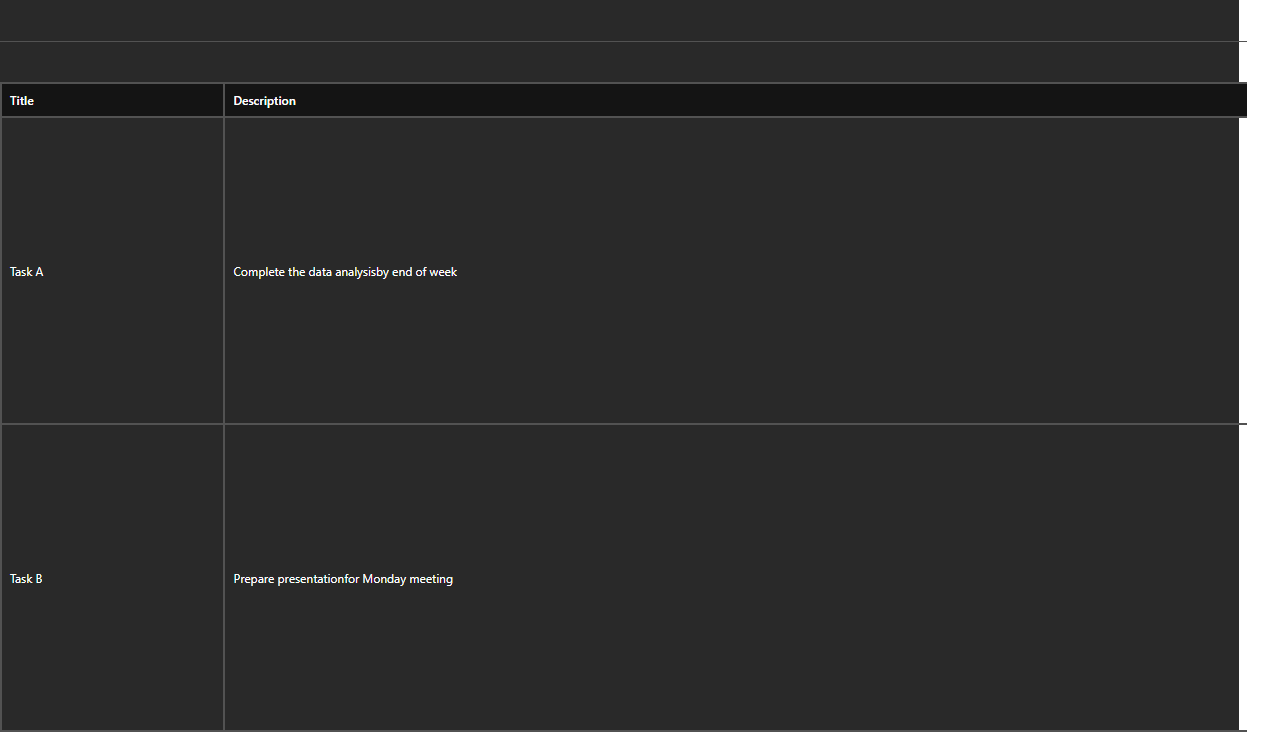 Title Description
Task A Complete the data analysisby end of week
Task B Prepare presentationfor Monday meeting